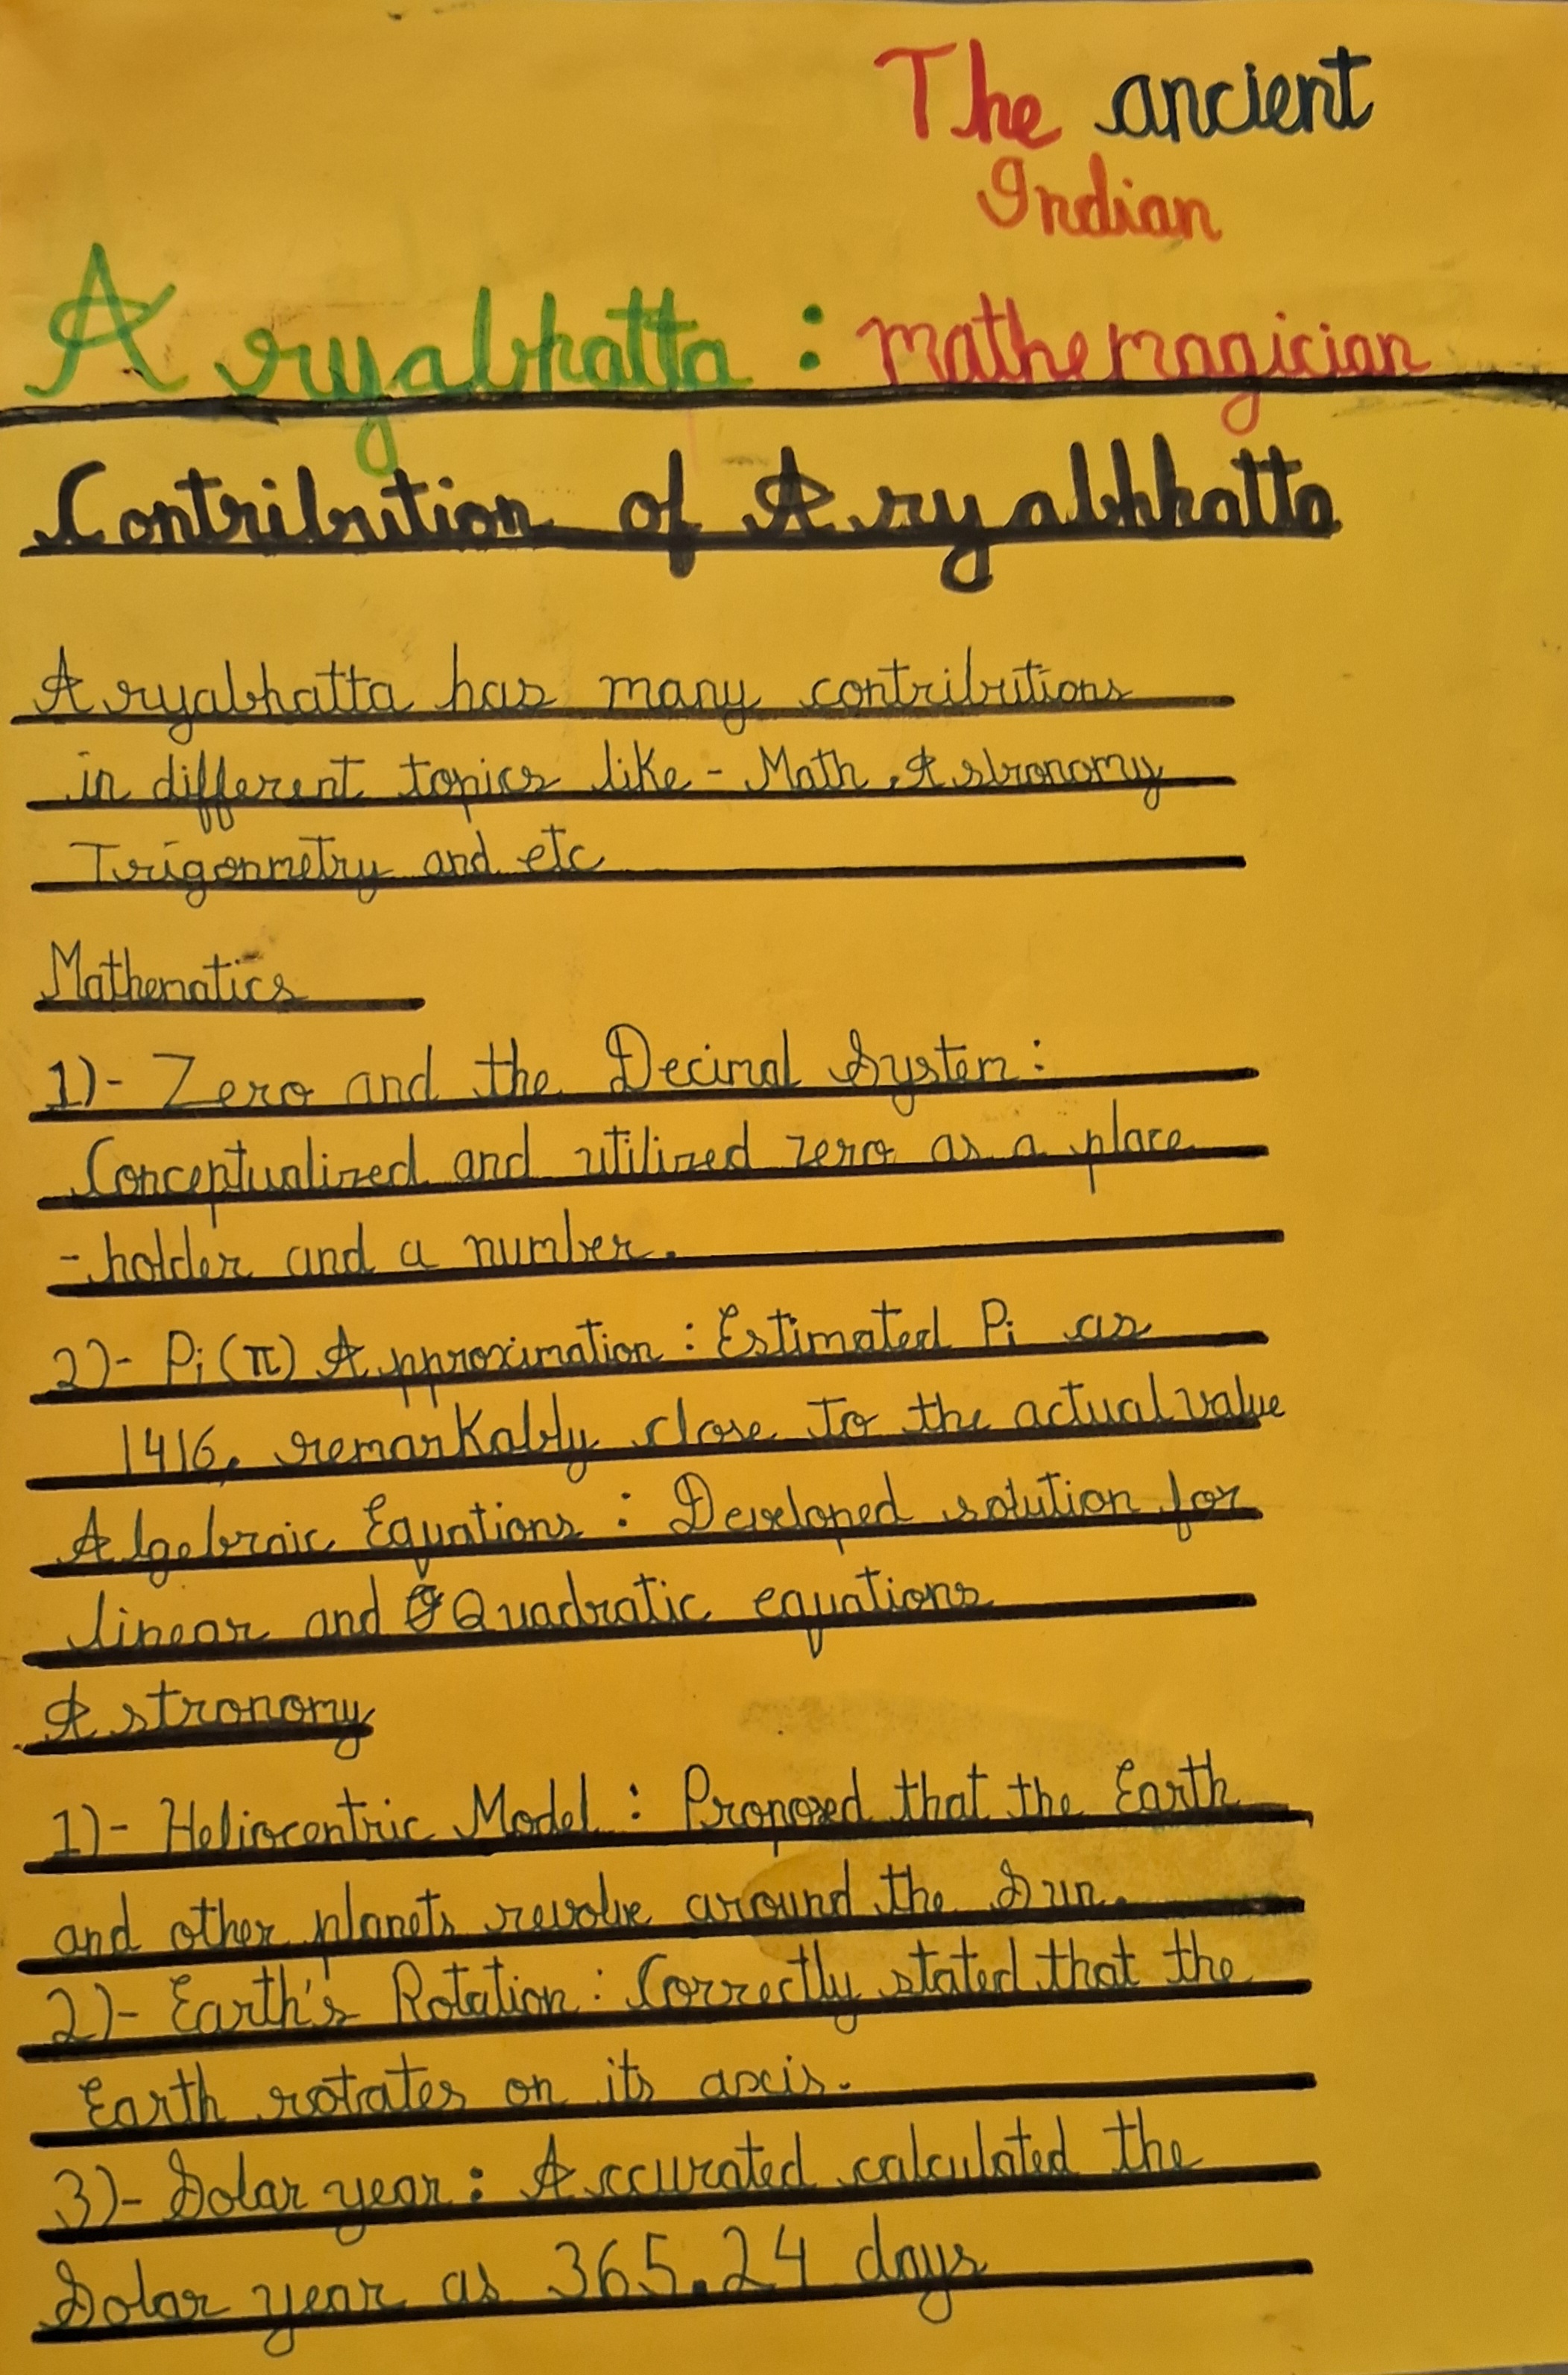 The ancient
Indian
Aryabhatta : mathemagician
Contribution of Aryabhhatta
Aryabhatta has many contributions
in different topics like - Math, Astronomy
Trigonmetry and etc
Mathematics
1)- Zero and the Decimal System :
Conceptualized and utilized zero as a place
- holder and a number.
2)- Pi (π) Approximation : Estimated Pi as
1416, remarkably close to the actual value
Algebraic Equations : Developed solution for
linear and Quadratic equations
Astronomy
1)- Heliocentric Model : Proposed that the Earth
and other planets revolve around the Sun.
2)- Earth's Rotation : Correctly stated that the
Earth rotates on its axis.
3)- Solar year : Accurated calculated the
Solar year as 365.24 days